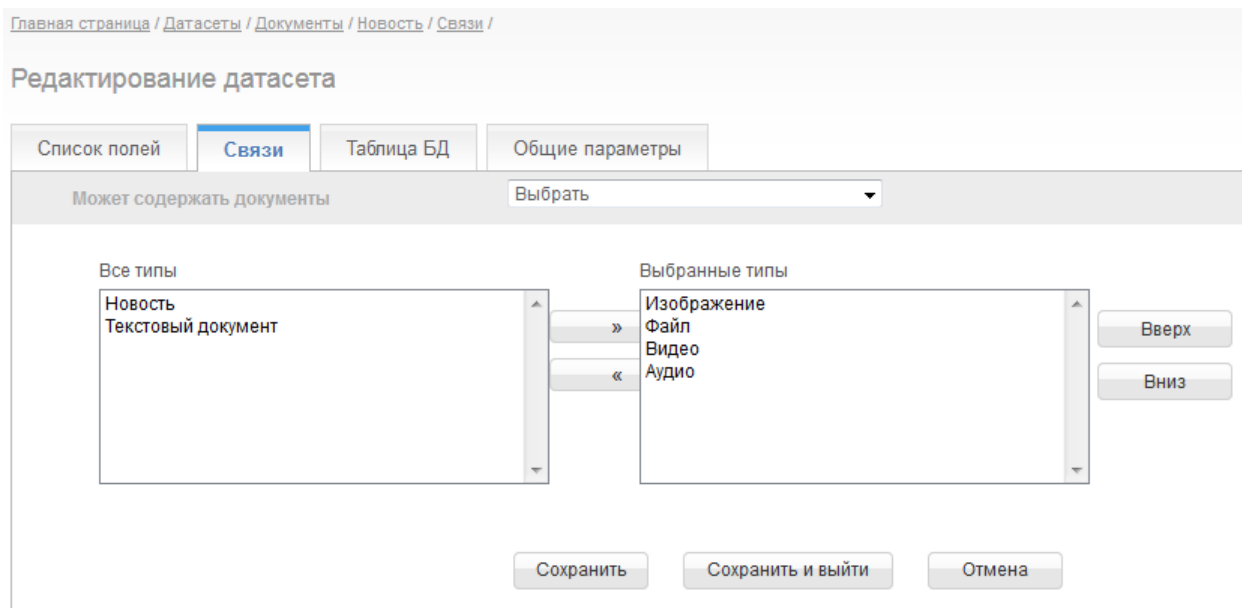 Главная страница / Датасеты / Документы / Новость / Связи /
Редактирование датасета
Список полей Связи Таблица БД Общие параметры
Может содержать документы Выбрать
Все типы Выбранные типы
Новость Изображение
Текстовый документ » Файл Вверх
Видео
« Аудио Вниз
Сохранить Сохранить и выйти Отмена